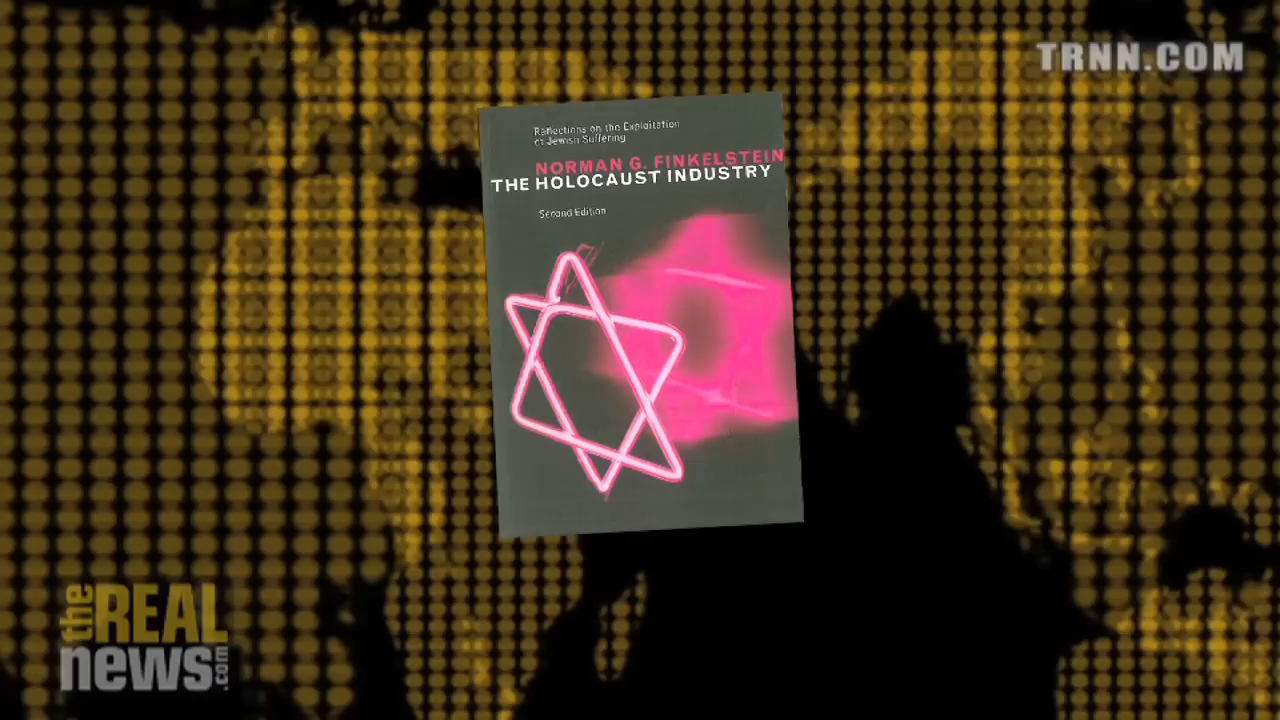 TRNN.COM
Reflections on the Exploitation
of Jewish Suffering
NORMAN G. FINKELSTEIN
THE HOLOCAUST INDUSTRY
Second Edition
the REAL
news.com